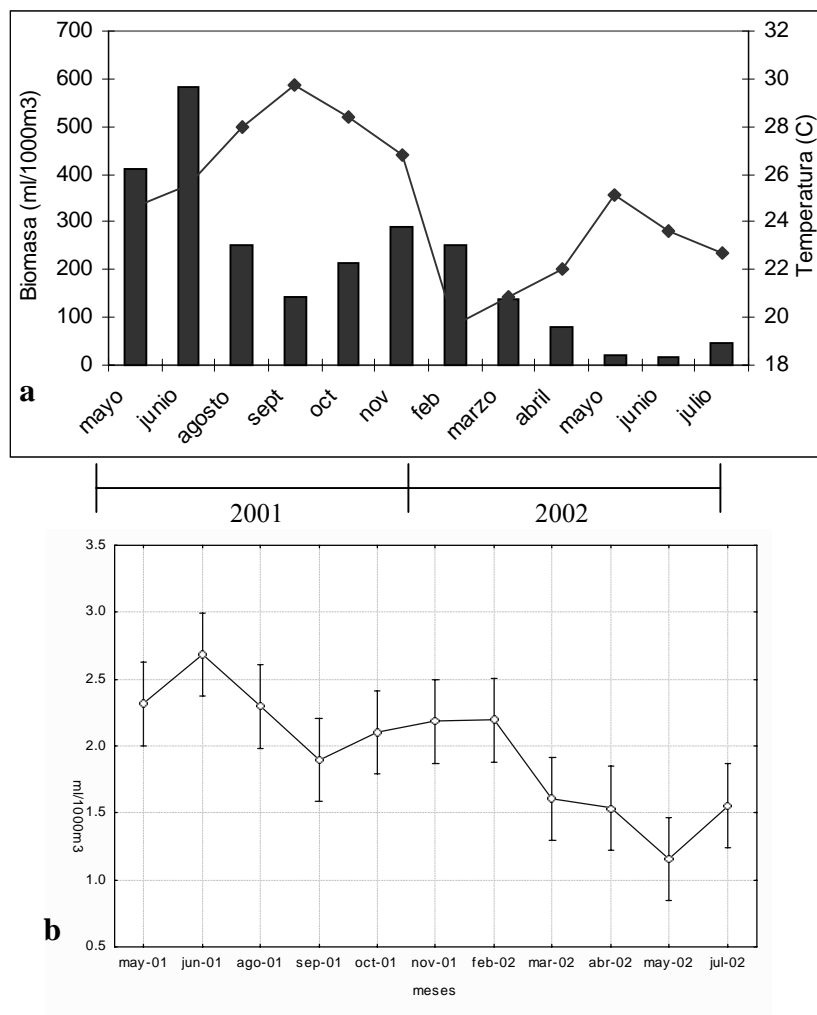 700
600
500
400
300
200
100
0
Biomasa (ml/1000m3)
32
30
28
26
24
22
20
18
Temperatura (C)
a
mayo
junio
agosto
sept
oct
nov
feb
marzo
abril
mayo
junio
julio
2001
2002
3.5
3.0
2.5
2.0
1.5
1.0
0.5
ml/1000m3
b
may-01 jun-01 ago-01 sep-01 oct-01 nov-01 feb-02 mar-02 abr-02 may-02 jul-02
meses